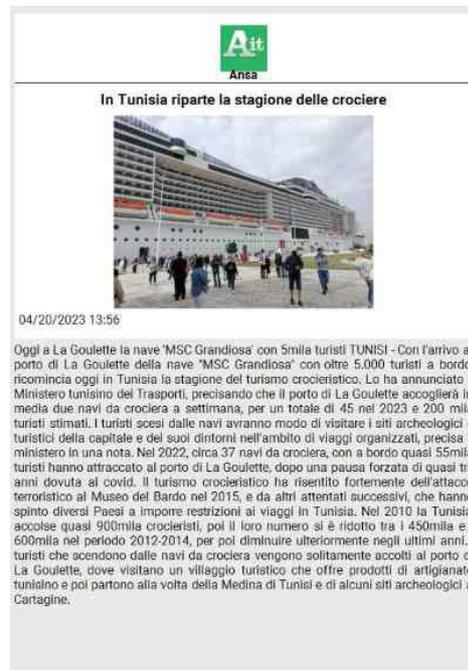 Ait
Ansa
In Tunisia riparte la stagione delle crociere
04/20/2023 13:56
Oggi a La Goulette la nave 'MSC Grandiosa' con 5mila turisti TUNISI - Con l'arrivo a
porto di La Goulette della nave "MSC Grandiosa" con oltre 5.000 turisti a bordo
ricomincia oggi in Tunisia la stagione del turismo crocieristico. Lo ha annunciato
Ministero tunisino dei Trasporti, precisando che il porto di La Goulette accoglierà in
media due navi da crociera a settimana, per un totale di 45 nel 2023 e 200 mil
turisti stimati. I turisti scesi dalle navi avranno modo di visitare i siti archeologici
turistici della capitale e dei suoi dintorni nell'ambito di viaggi organizzati, precisa
ministero in una nota. Nel 2022, circa 37 navi da crociera, con a bordo quasi 55mil
turisti hanno attraccato al porto di La Goulette, dopo una pausa forzata di quasi tr
anni dovuta al covid. Il turismo crocieristico ha risentito fortemente dell'attacco
terroristico al Museo del Bardo nel 2015, e da altri attentati successivi, che hanno
spinto diversi Paesi a imporre restrizioni ai viaggi in Tunisia. Nel 2010 la Tunisia
accolse quasi 900mila crocieristi, poi il loro numero si è ridotto tra i 450mila e
600mila nel periodo 2012-2014, per poi diminuire ulteriormente negli ultimi anni.
turisti che scendono dalle navi da crociera vengono solitamente accolti al porto d
La Goulette, dove visitano un villaggio turistico che offre prodotti di artigianato
tunisino e poi partono alla volta della Medina di Tunisi e di alcuni siti archeologici a
Cartagine.